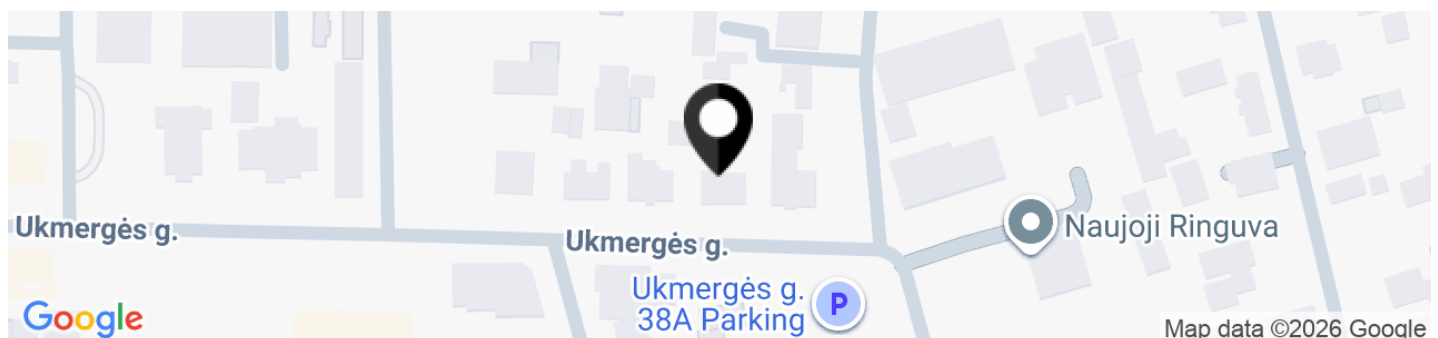 Ukmergės g.
Ukmergės g.
Naujoji Ringuva
Ukmergės g.
38A Parking
P
Google
Map data ©2026 Google